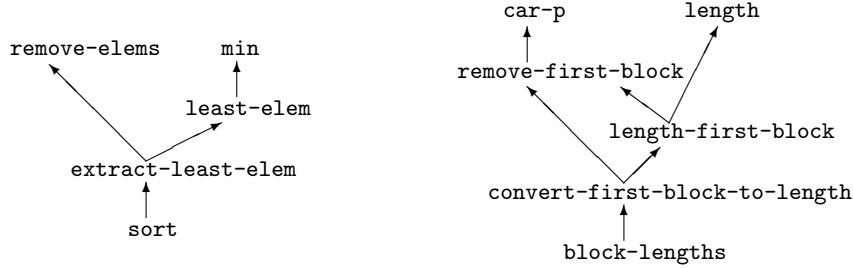 remove-elems
min
least-elem
extract-least-elem
sort
car-p
length
remove-first-block
length-first-block
convert-first-block-to-length
block-lengths